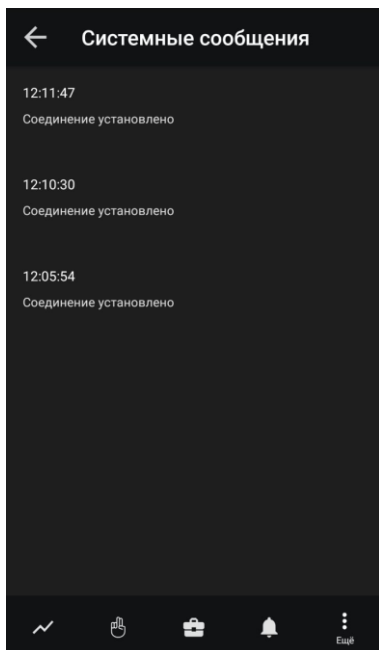 Системные сообщения
12:11:47
Соединение установлено
12:10:30
Соединение установлено
12:05:54
Соединение установлено
Ещё